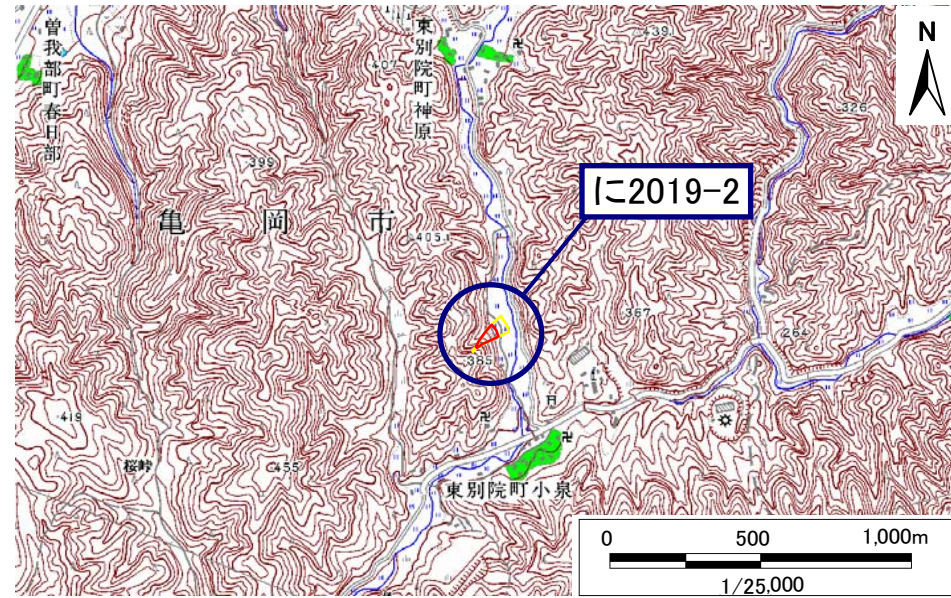 曽我部町春日部
東別院町神原
439
N
407
326
に2019-2
399
亀岡市
405
367
264
385
419
桜峠
455
東別院町小泉
0 500 1,000m
1/25,000